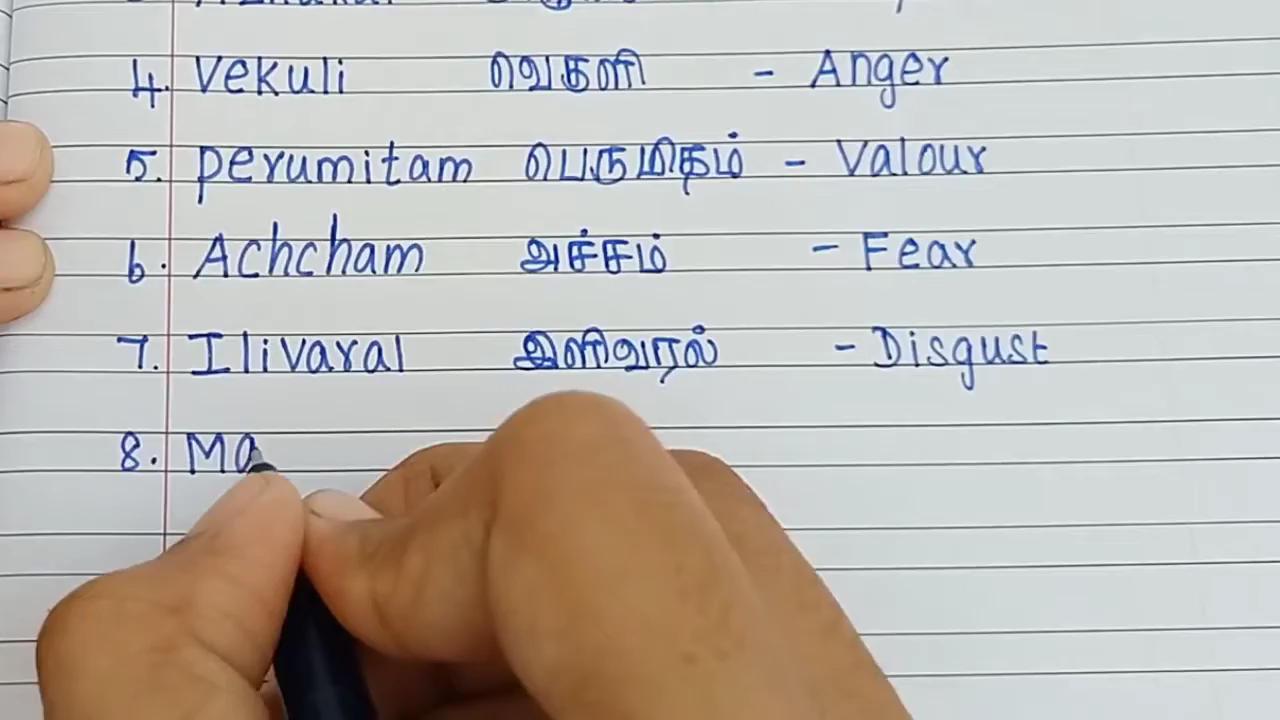 4. Vekuli வெகுளி - Anger
5. Perumitam பெருமிதம் - Valour
6. Achcham அச்சம் - Fear
7. Ilivaral இளிவரல் - Disgust
8. Ma